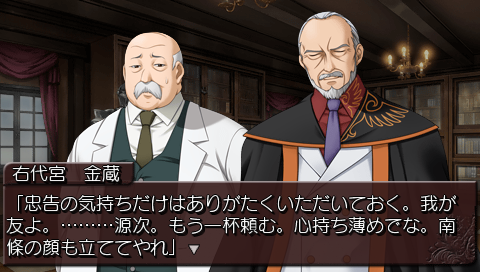 右代宮　金蔵
「忠告の気持ちだけはありがたくいただいておく。我が
友よ。………源次。もう一杯頼む。心持ち薄めでな。南
條の顔も立ててやれ」